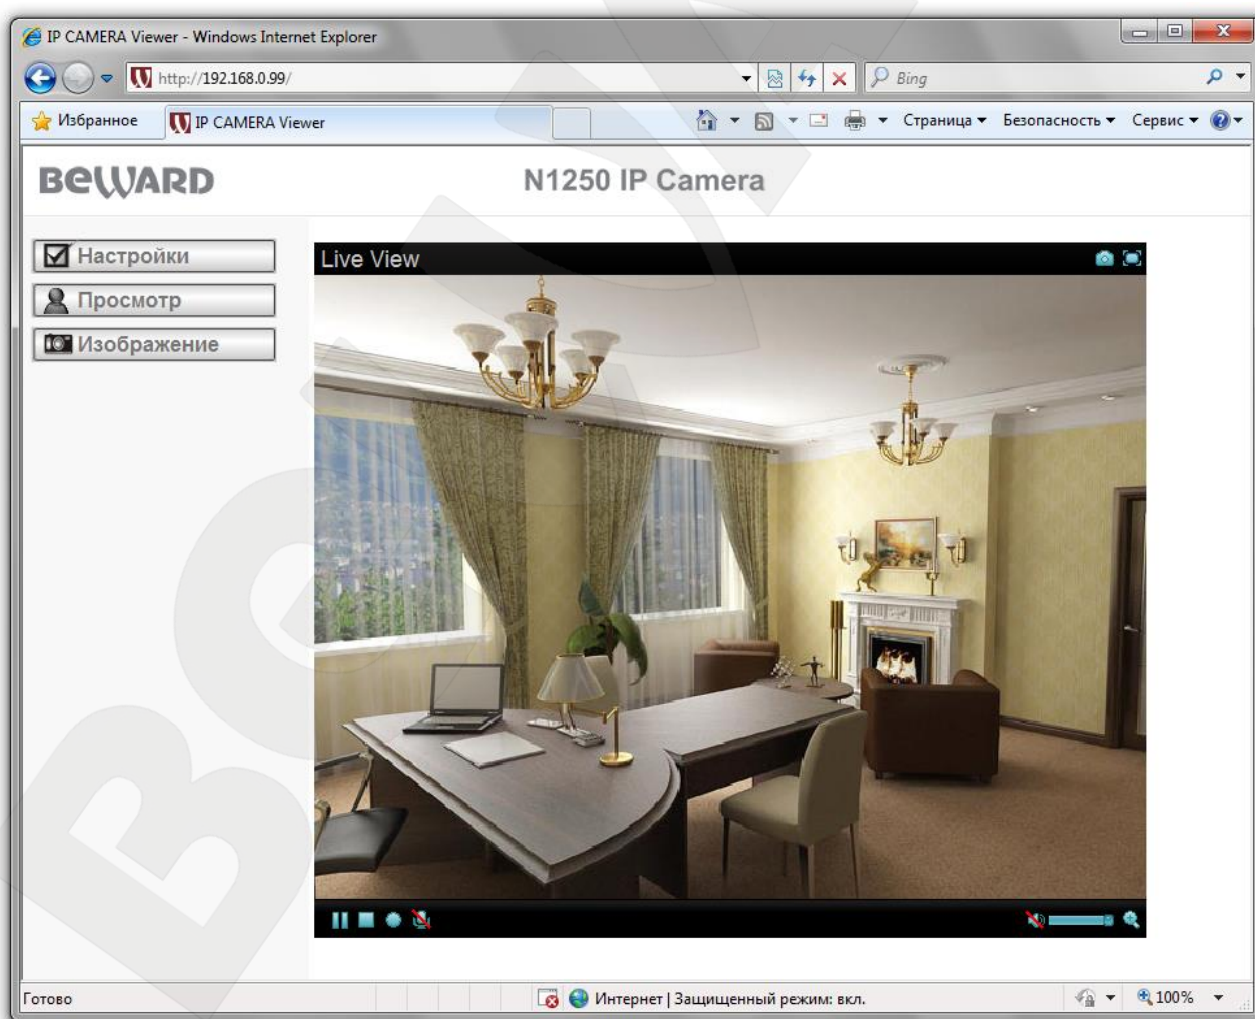 IP CAMERA Viewer - Windows Internet Explorer
http://192.168.0.99/
Bing
Избранное
IP CAMERA Viewer
Страница
Безопасность
Сервис
BEWARD
N1250 IP Camera
Настройки
Просмотр
Изображение
Live View
Готово
Интернет | Защищенный режим: вкл.
100%